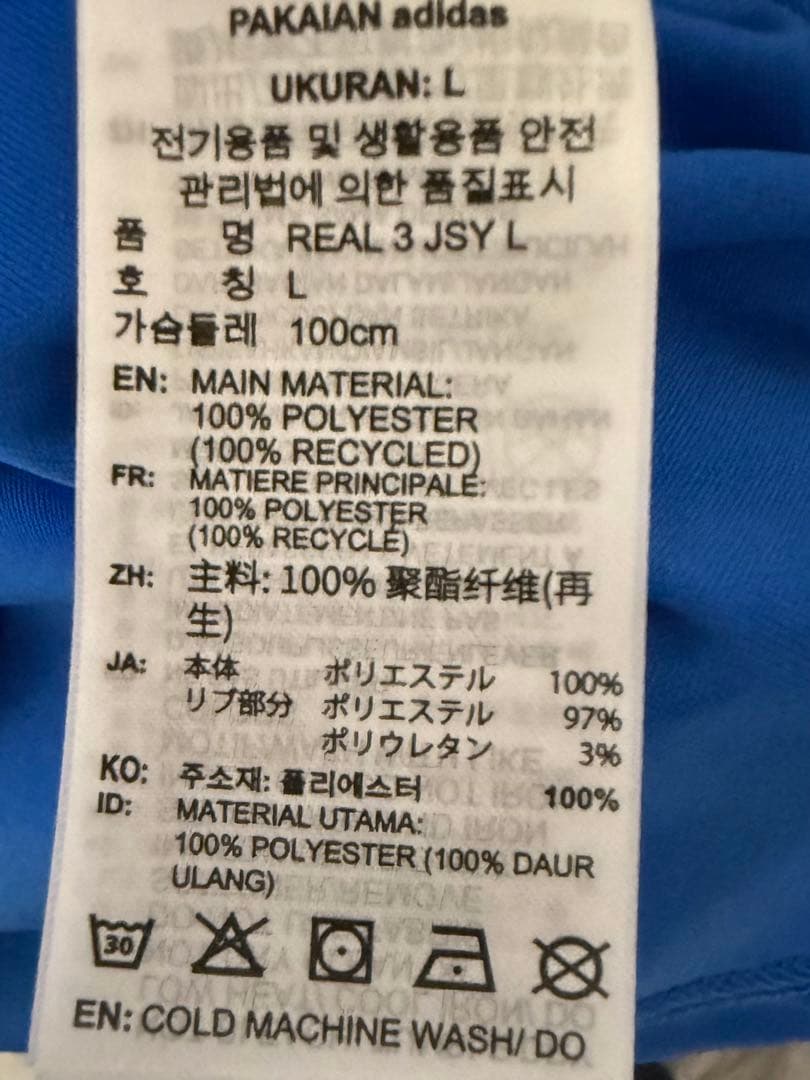 PAKAIAN adidas
UKURAN: L
전기용품 및 생활용품 안전
관리법에 의한 품질표시
품 명 REAL 3 JSY L
호 칭 L
가슴둘레 100cm
EN: MAIN MATERIAL:
100% POLYESTER
(100% RECYCLED)
FR: MATIERE PRINCIPALE:
100% POLYESTER
(100% RECYCLÉ)
ZH: 主料: 100% 聚酯纤维(再
生)
JA: 本体 ポリエステル 100%
リブ部分 ポリエステル 97%
ポリウレタン 3%
KO: 주소재: 폴리에스터 100%
ID: MATERIAL UTAMA:
100% POLYESTER (100% DAUR
ULANG)
30
EN: COLD MACHINE WASH/ DO